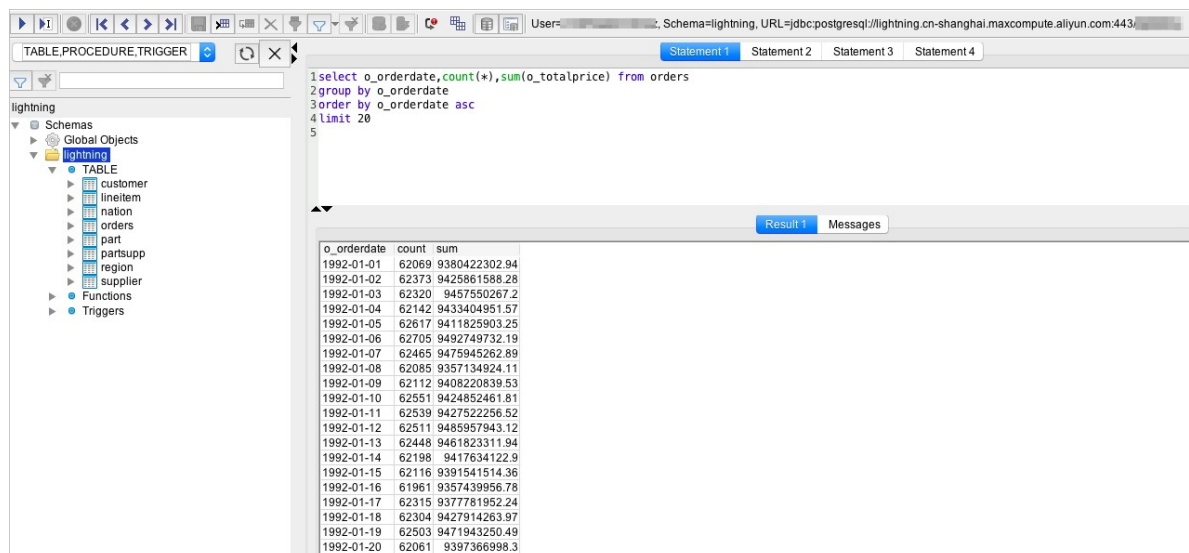 User=
, Schema=lightning, URL=jdbc:postgresql://lightning.cn-shanghai.maxcompute.aliyun.com:443/
TABLE,PROCEDURE,TRIGGER
Statement 1 Statement 2 Statement 3 Statement 4
lightning
Schemas
Global Objects
lightning
TABLE
customer
lineitem
nation
orders
part
partsupp
region
supplier
Functions
Triggers
1 select o_orderdate,count(*),sum(o_totalprice) from orders
2 group by o_orderdate
3 order by o_orderdate asc
4 limit 20
5
Result 1 Messages
o_orderdate count sum
1992-01-01 62069 9380422302.94
1992-01-02 62373 9425861588.28
1992-01-03 62320 9457550267.2
1992-01-04 62142 9433404951.57
1992-01-05 62617 9411825903.25
1992-01-06 62705 9492749732.19
1992-01-07 62465 9475945262.89
1992-01-08 62085 9357134924.11
1992-01-09 62112 9408220839.53
1992-01-10 62551 9424852461.81
1992-01-11 62539 9427522256.52
1992-01-12 62511 9485957943.12
1992-01-13 62448 9461823311.94
1992-01-14 62198 9417634122.9
1992-01-15 62116 9391541514.36
1992-01-16 61961 9357439956.78
1992-01-17 62315 9377781952.24
1992-01-18 62304 9427914263.97
1992-01-19 62503 9471943250.49
1992-01-20 62061 9397366998.3